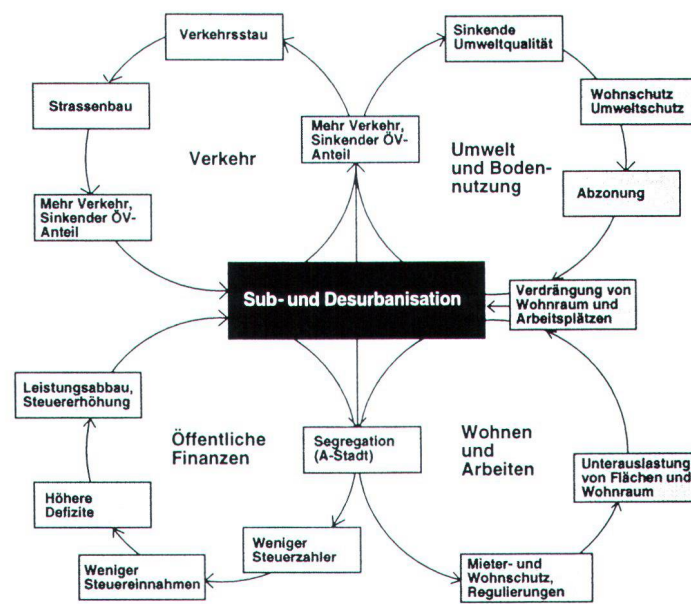 Verkehrsstau
Sinkende
Umweltqualität
Strassenbau
Wohnschutz
Umweltschutz
Mehr Verkehr,
Sinkender ÖV-
Anteil
Verkehr
Umwelt
und Boden-
nutzung
Abzonung
Mehr Verkehr,
Sinkender ÖV-
Anteil
Sub- und Desurbanisation
Verdrängung von
Wohnraum und
Arbeitsplätzen
Leistungsabbau,
Steuererhöhung
Öffentliche
Finanzen
Segregation
(A-Stadt)
Wohnen
und
Arbeiten
Unterauslastung
von Flächen und
Wohnraum
Höhere
Defizite
Weniger
Steuerzahler
Weniger
Steuereinnahmen
Mieter- und
Wohnschutz,
Regulierungen